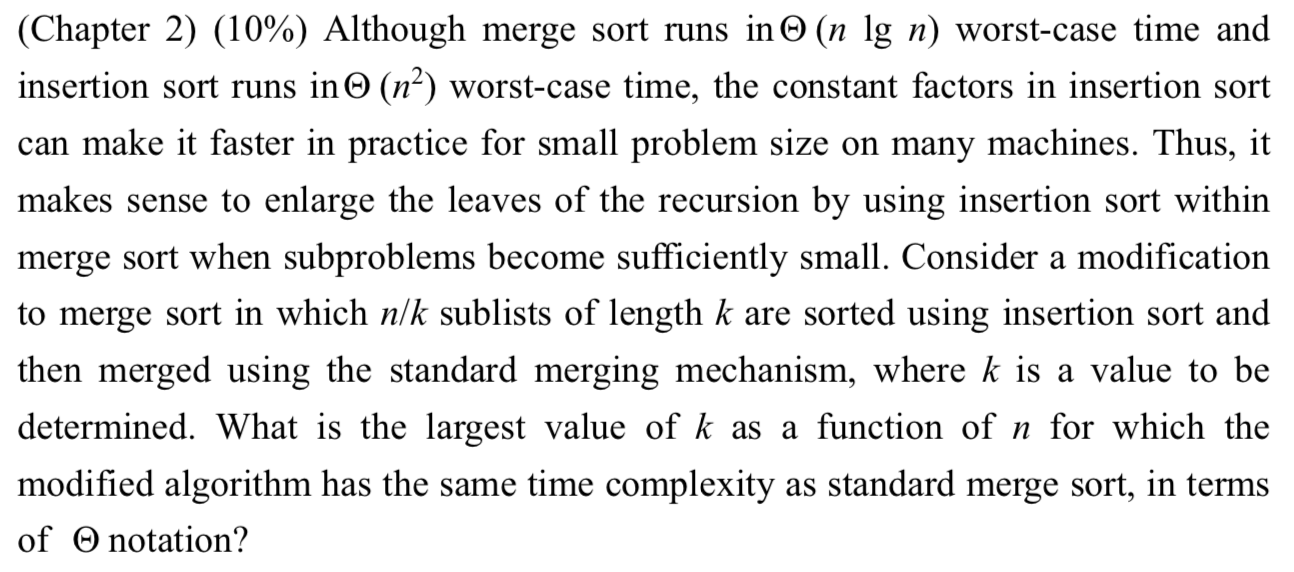 (Chapter 2) (10%) Although merge sort runs in Θ (n lg n) worst-case time and
insertion sort runs in Θ (n²) worst-case time, the constant factors in insertion sort
can make it faster in practice for small problem size on many machines. Thus, it
makes sense to enlarge the leaves of the recursion by using insertion sort within
merge sort when subproblems become sufficiently small. Consider a modification
to merge sort in which n/k sublists of length k are sorted using insertion sort and
then merged using the standard merging mechanism, where k is a value to be
determined. What is the largest value of k as a function of n for which the
modified algorithm has the same time complexity as standard merge sort, in terms
of Θ notation?